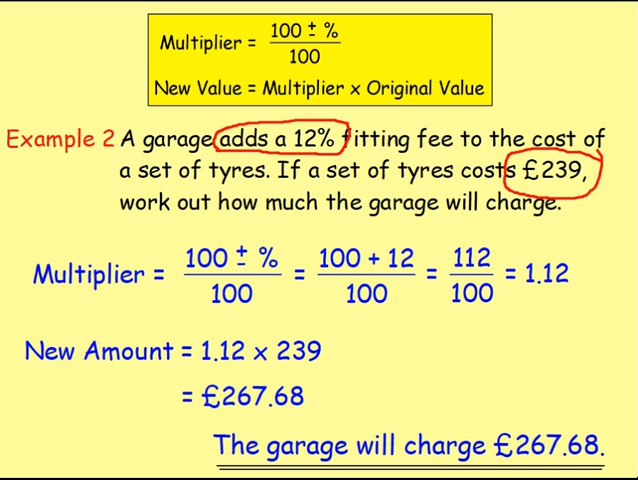 Multiplier = 100 ± % / 100
New Value = Multiplier x Original Value
Example 2 A garage adds a 12% fitting fee to the cost of
a set of tyres. If a set of tyres costs £239,
work out how much the garage will charge.
Multiplier = 100 ± % / 100 = 100 + 12 / 100 = 112 / 100 = 1.12
New Amount = 1.12 x 239
= £267.68
The garage will charge £267.68.